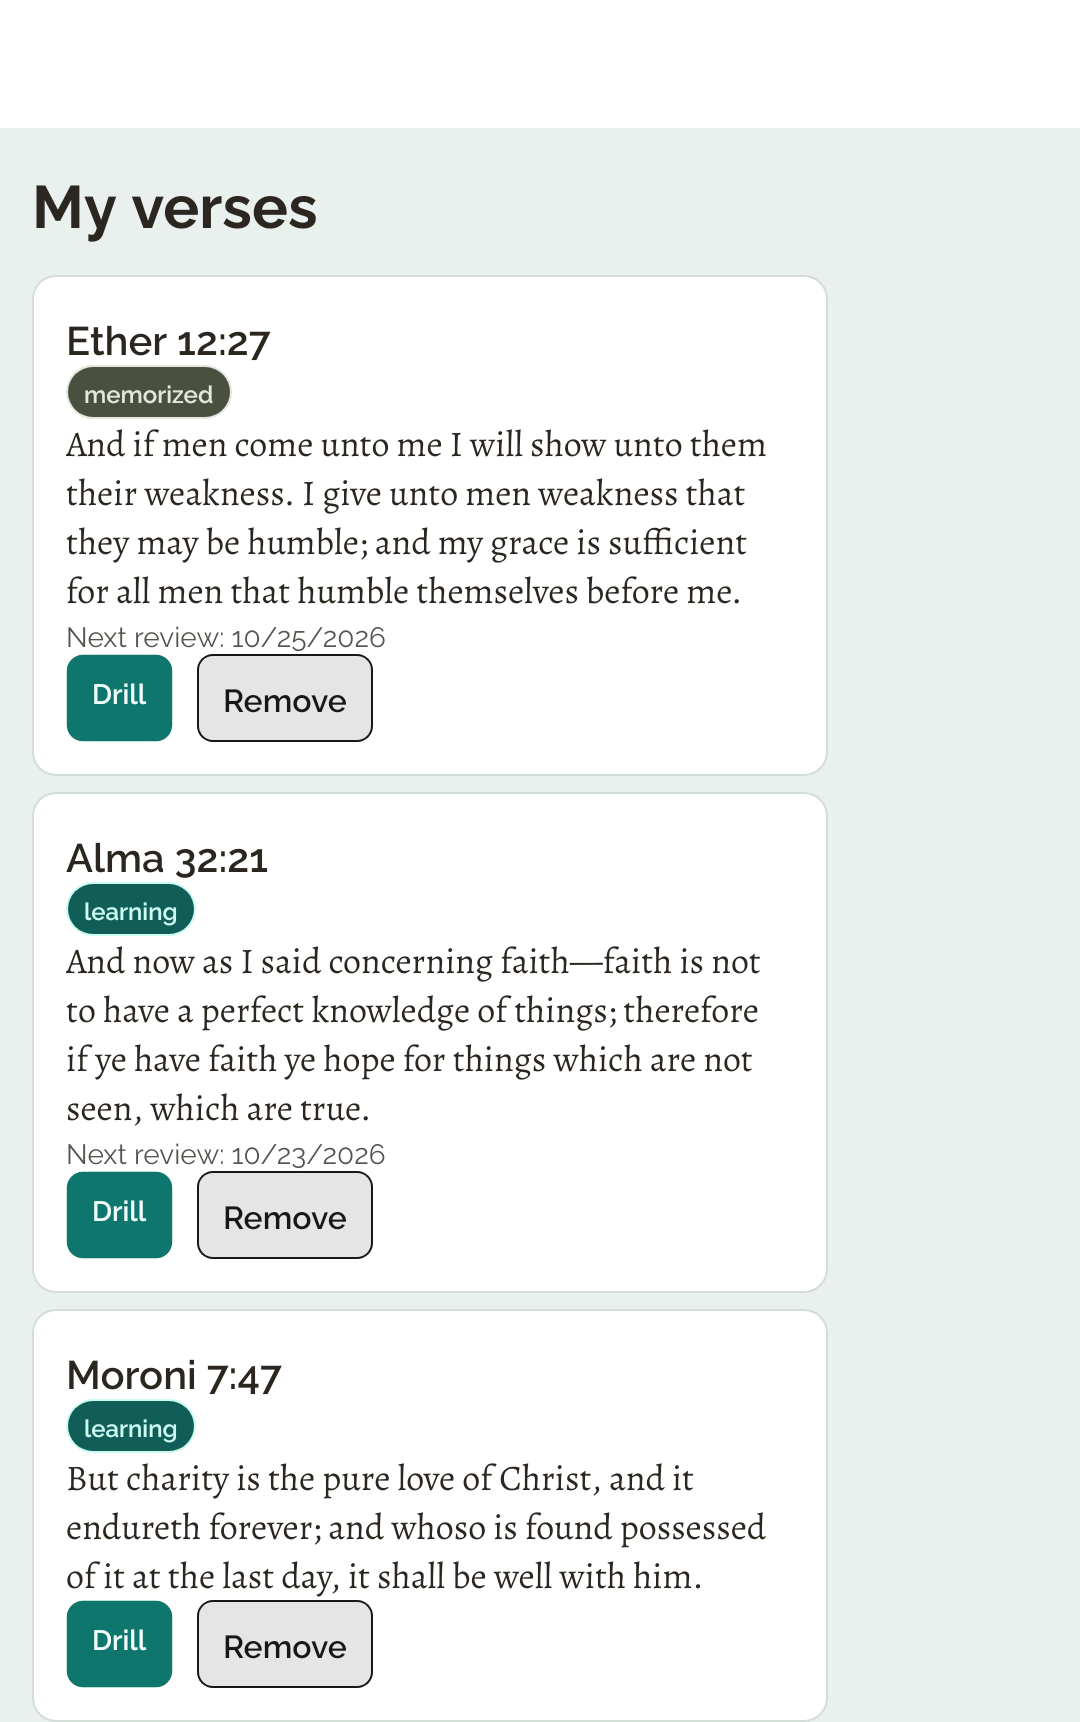 My verses
Ether 12:27
memorized
And if men come unto me I will show unto them
their weakness. I give unto men weakness that
they may be humble; and my grace is sufficient
for all men that humble themselves before me.
Next review: 10/25/2026
Drill
Remove
Alma 32:21
learning
And now as I said concerning faith—faith is not
to have a perfect knowledge of things; therefore
if ye have faith ye hope for things which are not
seen, which are true.
Next review: 10/23/2026
Drill
Remove
Moroni 7:47
learning
But charity is the pure love of Christ, and it
endureth forever; and whoso is found possessed
of it at the last day, it shall be well with him.
Drill
Remove